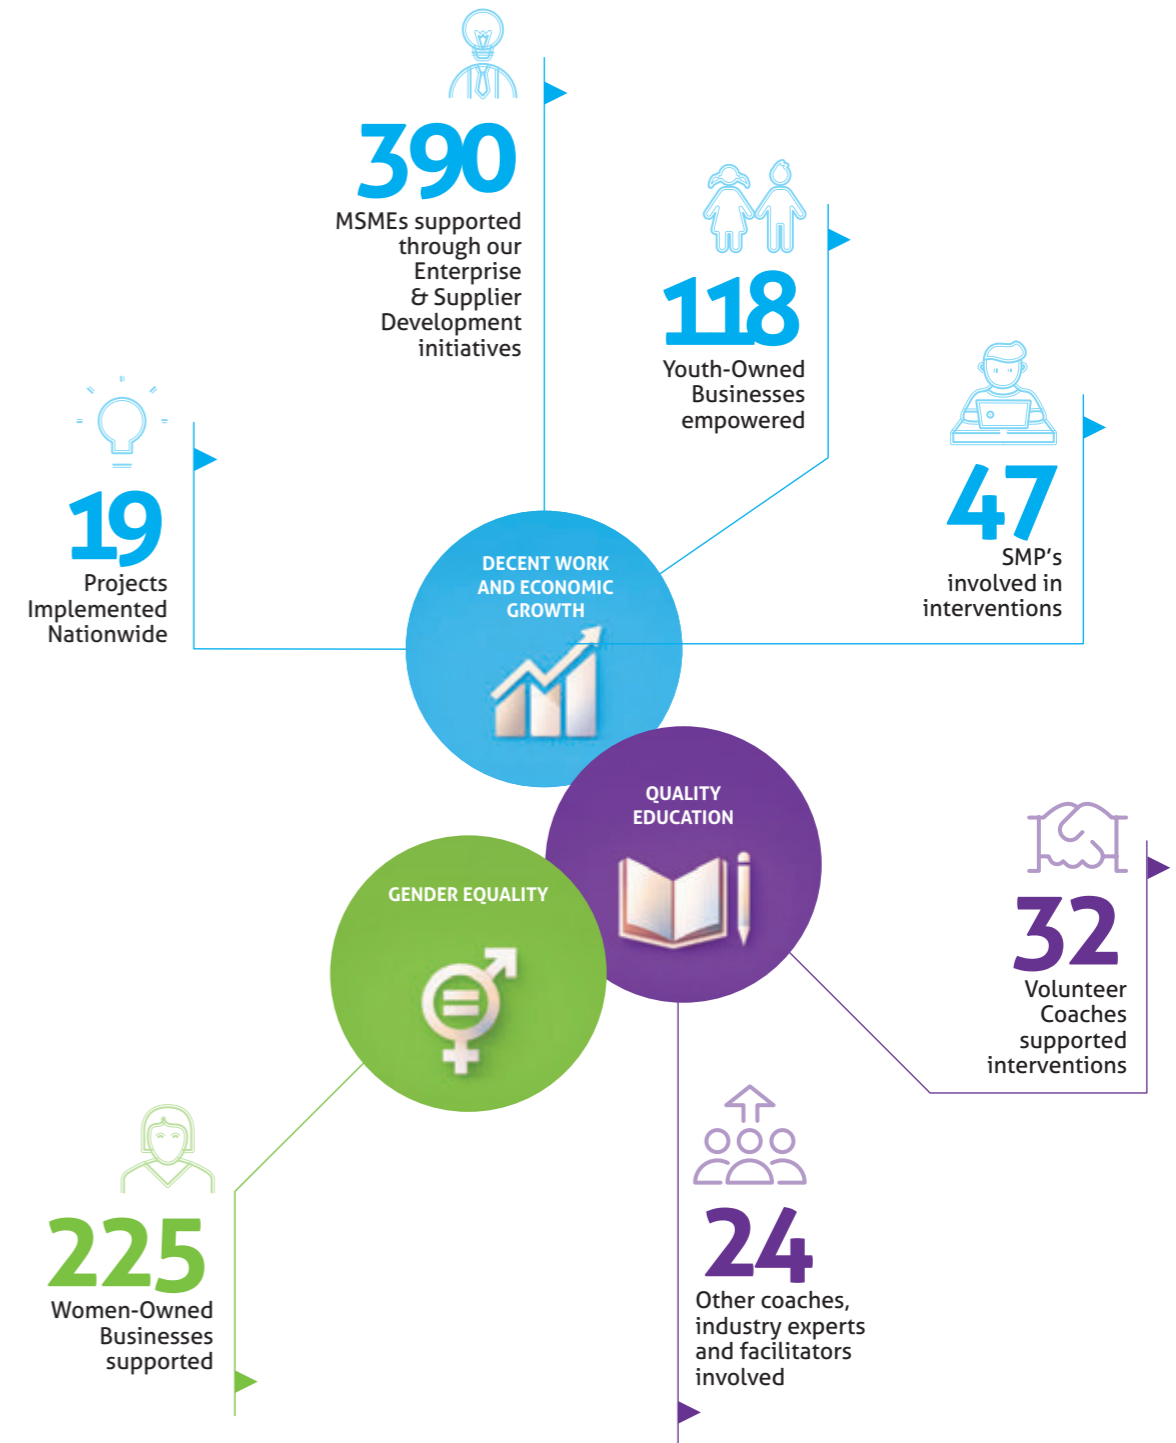 390
MSMEs supported
through our
Enterprise
& Supplier
Development
initiatives
118
Youth-Owned
Businesses
empowered
47
SMP's
involved in
interventions
19
Projects
Implemented
Nationwide
DECENT WORK
AND ECONOMIC
GROWTH
QUALITY
EDUCATION
GENDER EQUALITY
32
Volunteer
Coaches
supported
interventions
225
Women-Owned
Businesses
supported
24
Other coaches,
industry experts
and facilitators
involved